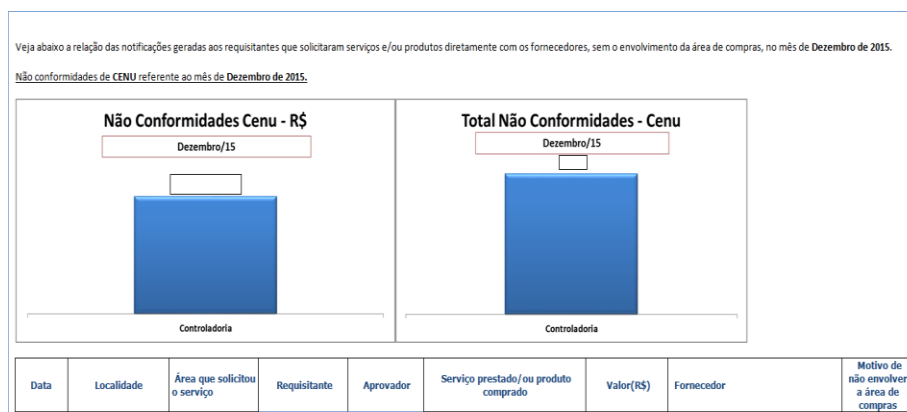 Veja abaixo a relação das notificações geradas aos requisitantes que solicitaram serviços e/ou produtos diretamente com os fornecedores, sem o envolvimento da área de compras, no mês de Dezembro de 2015.
Não conformidades de CENU referente ao mês de Dezembro de 2015.
Não Conformidades Cenu - R$
Dezembro/15
Controladoria
Total Não Conformidades - Cenu
Dezembro/15
Controladoria
Data
Localidade
Área que solicitou
o serviço
Requisitante
Aprovador
Serviço prestado/ou produto
comprado
Valor(R$)
Fornecedor
Motivo de
não envolver
a área de
compras